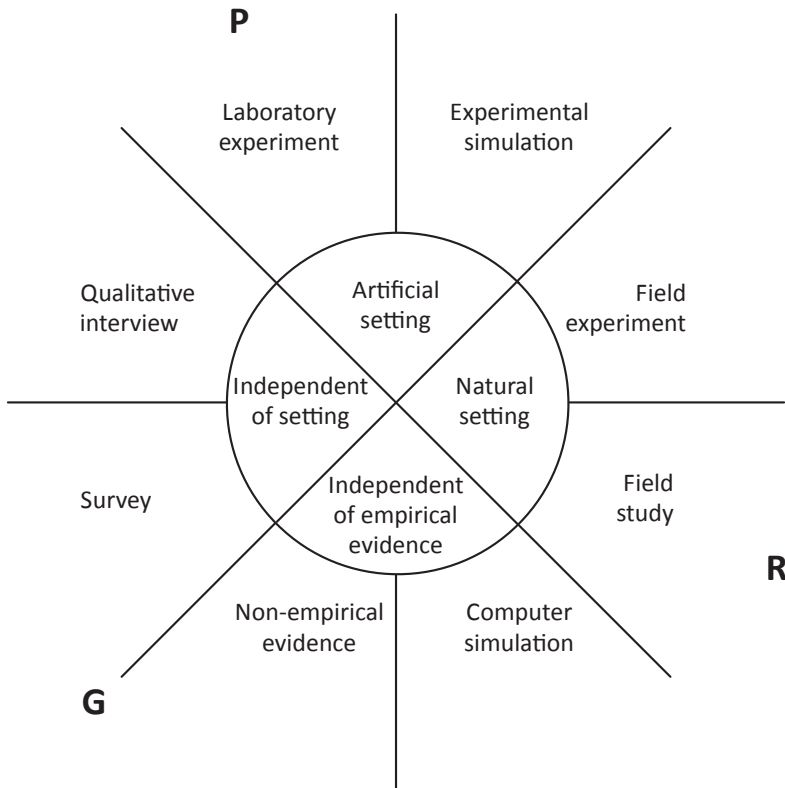 P
Laboratory
experiment
Experimental
simulation
Qualitative
interview
Artificial
setting
Field
experiment
Independent
of setting
Natural
setting
Survey
Independent
of empirical
evidence
Field
study
R
Non-empirical
evidence
Computer
simulation
G